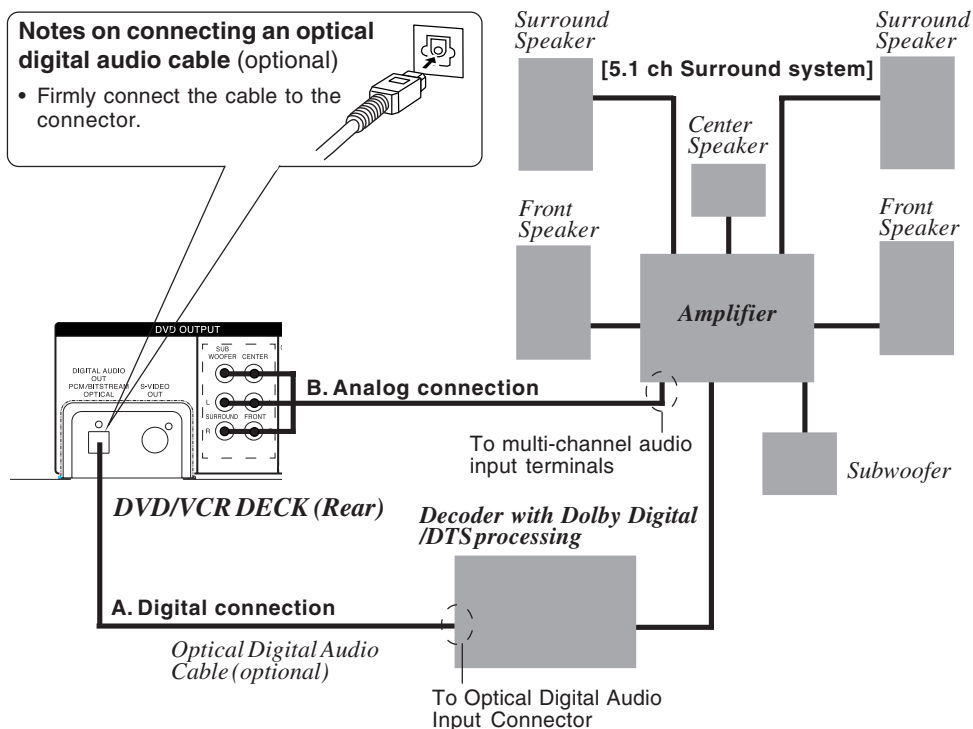 Notes on connecting an optical
digital audio cable (optional)
• Firmly connect the cable to the
connector.
Surround
Speaker
Surround
Speaker
[5.1 ch Surround system]
Center
Speaker
Front
Speaker
Front
Speaker
Amplifier
DVD OUTPUT
SUB
WOOFER
CENTER
DIGITAL AUDIO
OUT
PCM/BITSTREAM
OPTICAL
S-VIDEO
OUT
L
SURROUND
FRONT
R
B. Analog connection
To multi-channel audio
input terminals
Subwoofer
DVD/VCR DECK (Rear)
Decoder with Dolby Digital
/DTS processing
A. Digital connection
Optical Digital Audio
Cable (optional)
To Optical Digital Audio
Input Connector